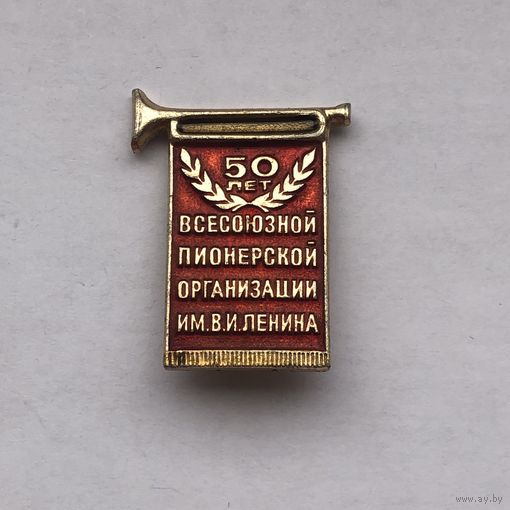 50
ЛЕТ
ВСЕСОЮЗНОЙ
ПИОНЕРСКОЙ
ОРГАНИЗАЦИИ
ИМ.В.И.ЛЕНИНА
www.ay.by